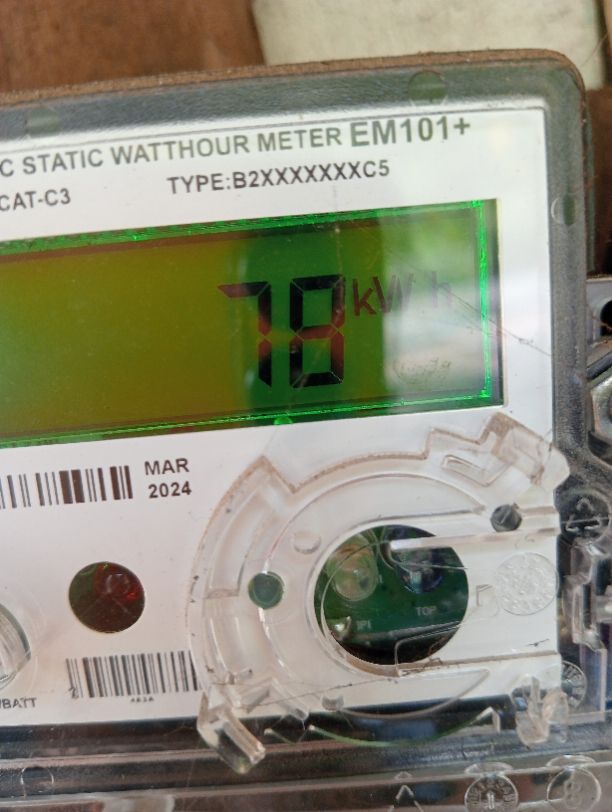 C STATIC WATTHOUR METER EM101+
CAT-C3 TYPE:B2XXXXXXXC5
78 kWh
MAR
2024
TOP
/BATT